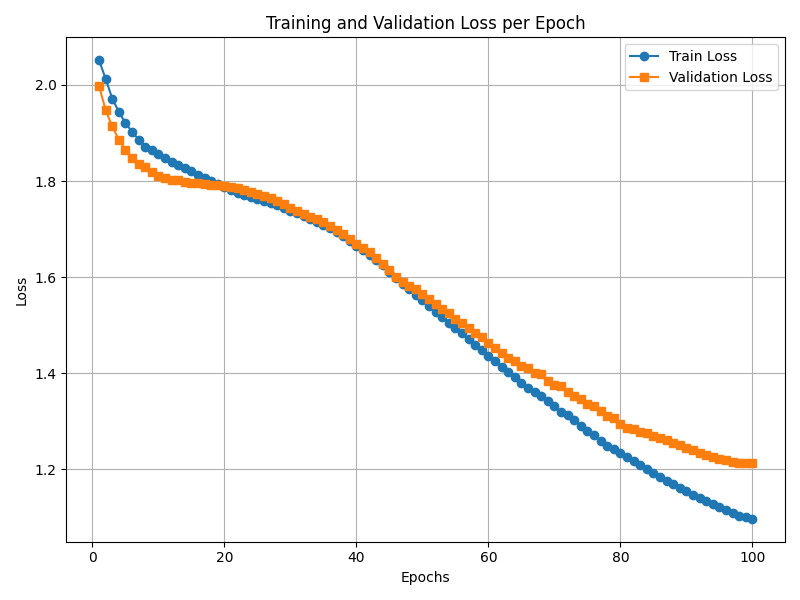 Training and Validation Loss per Epoch
Train Loss
Validation Loss
2.0
1.8
1.6
1.4
1.2
Loss
0 20 40 60 80 100
Epochs